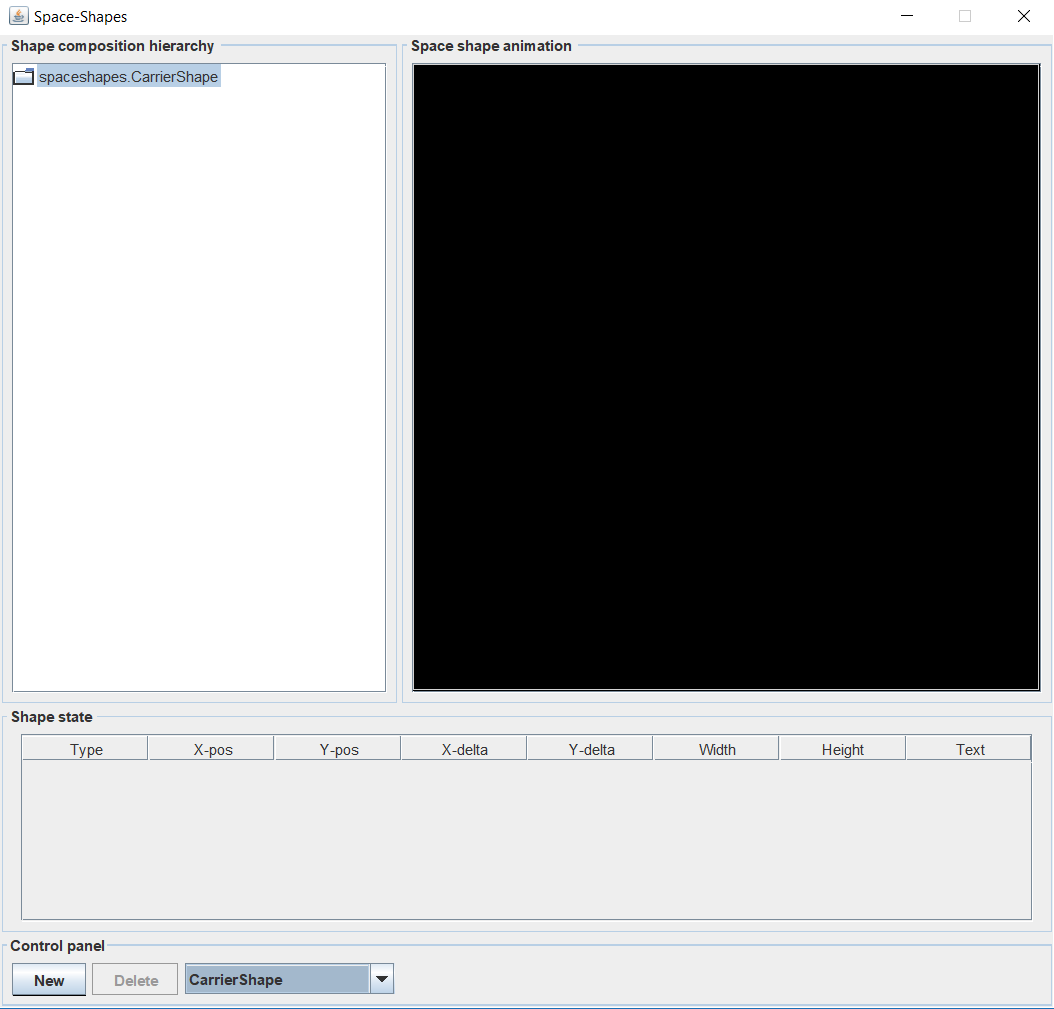 Space-Shapes
Shape composition hierarchy
Space shape animation
spaceshapes.CarrierShape
Shape state
Type X-pos Y-pos X-delta Y-delta Width Height Text
Control panel
New Delete CarrierShape